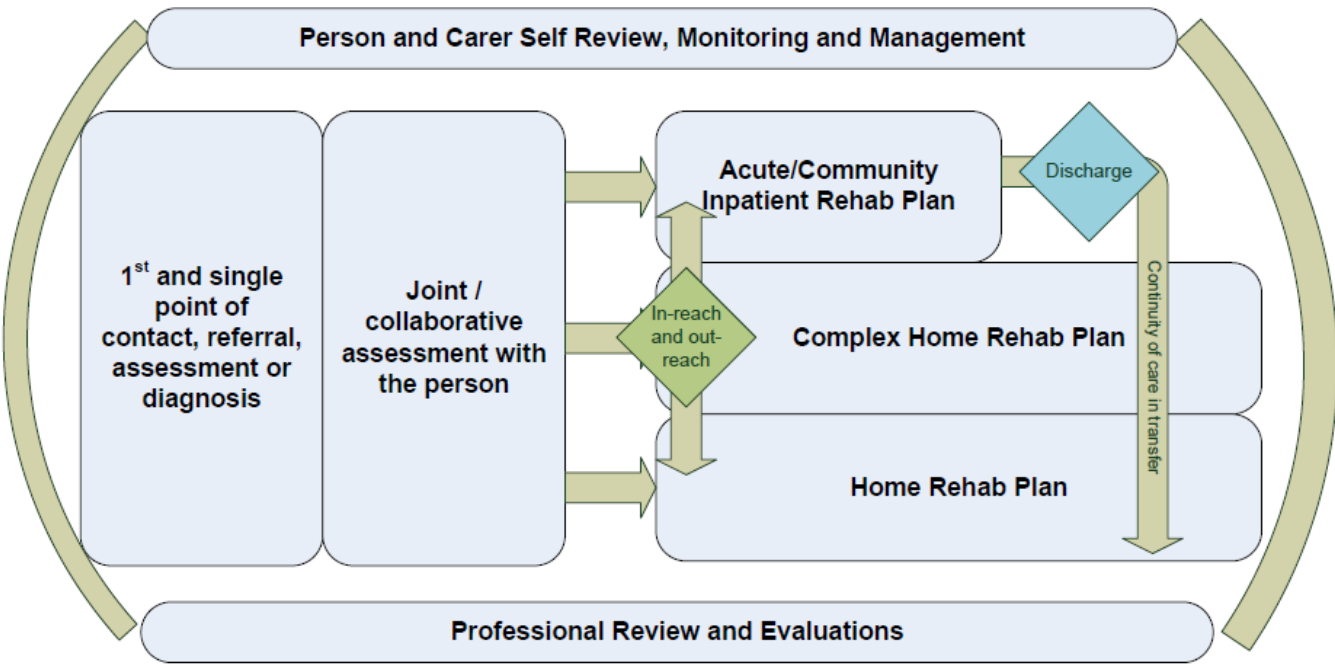 Person and Carer Self Review, Monitoring and Management
1st and single
point of
contact, referral,
assessment or
diagnosis
Joint /
collaborative
assessment with
the person
Acute/Community
Inpatient Rehab Plan
Discharge
In-reach
and out-
reach
Complex Home Rehab Plan
Continuity of care in transfer
Home Rehab Plan
Professional Review and Evaluations